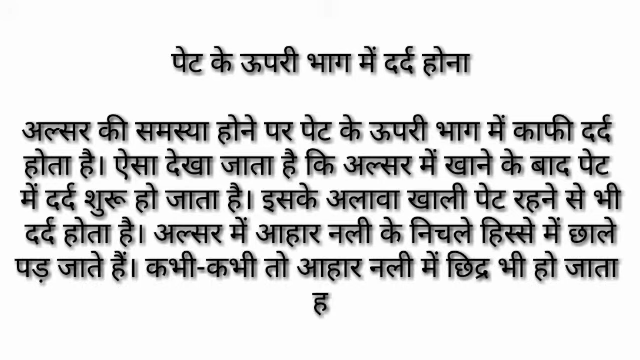 पेट के ऊपरी भाग में दर्द होना
अल्सर की समस्या होने पर पेट के ऊपरी भाग में काफी दर्द
होता है। ऐसा देखा जाता है कि अल्सर में खाने के बाद पेट
में दर्द शुरू हो जाता है। इसके अलावा खाली पेट रहने से भी
दर्द होता है। अल्सर में आहार नली के निचले हिस्से में छाले
पड़ जाते हैं। कभी-कभी तो आहार नली में छिद्र भी हो जाता
ह